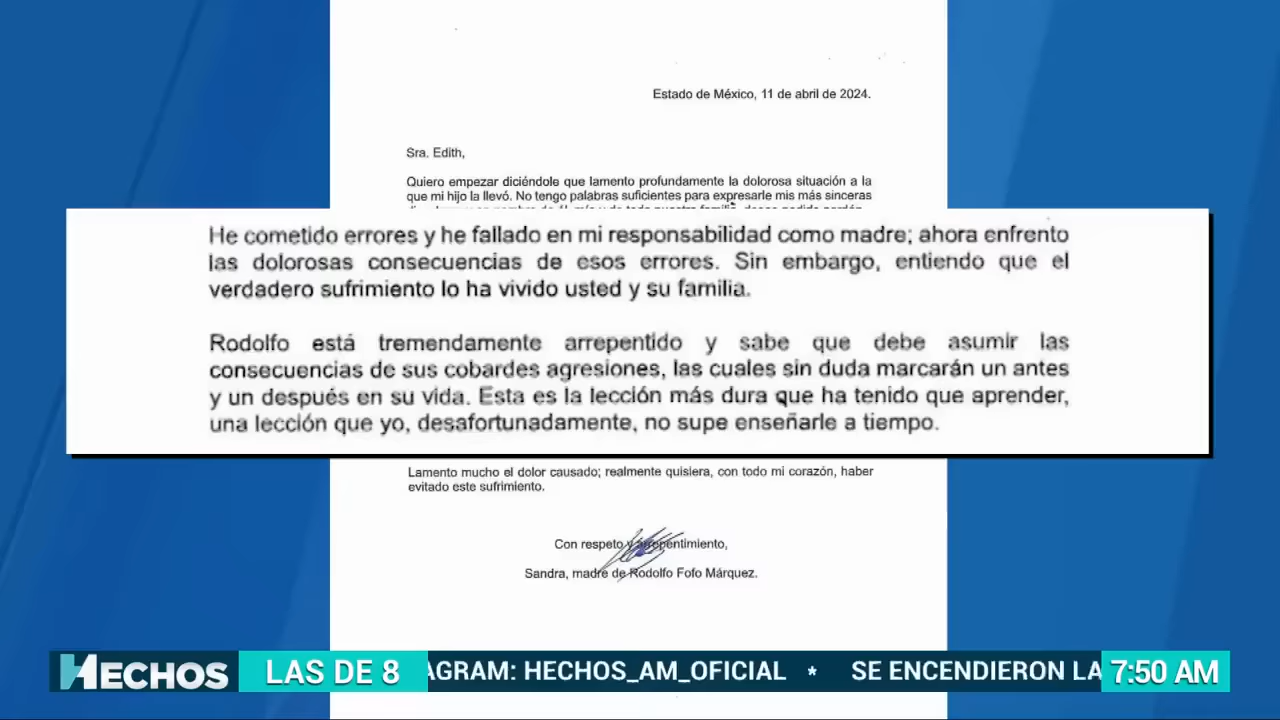 Estado de México, 11 de abril de 2024.
Sra. Edith,
Quiero empezar diciéndole que lamento profundamente la dolorosa situación a la
que mi hijo la llevó. No tengo palabras suficientes para expresarle mis más sinceras
He cometido errores y he fallado en mi responsabilidad como madre; ahora enfrento
las dolorosas consecuencias de esos errores. Sin embargo, entiendo que el
verdadero sufrimiento lo ha vivido usted y su familia.
Rodolfo está tremendamente arrepentido y sabe que debe asumir las
consecuencias de sus cobardes agresiones, las cuales sin duda marcarán un antes
y un después en su vida. Esta es la lección más dura que ha tenido que aprender,
una lección que yo, desafortunadamente, no supe enseñarle a tiempo.
Lamento mucho el dolor causado; realmente quisiera, con todo mi corazón, haber
evitado este sufrimiento.
Con respeto y arrepentimiento,
Sandra, madre de Rodolfo Fofo Márquez.
HECHOS LAS DE 8 AGRAM: HECHOS_AM_OFICIAL * SE ENCENDIERON LA 7:50 AM